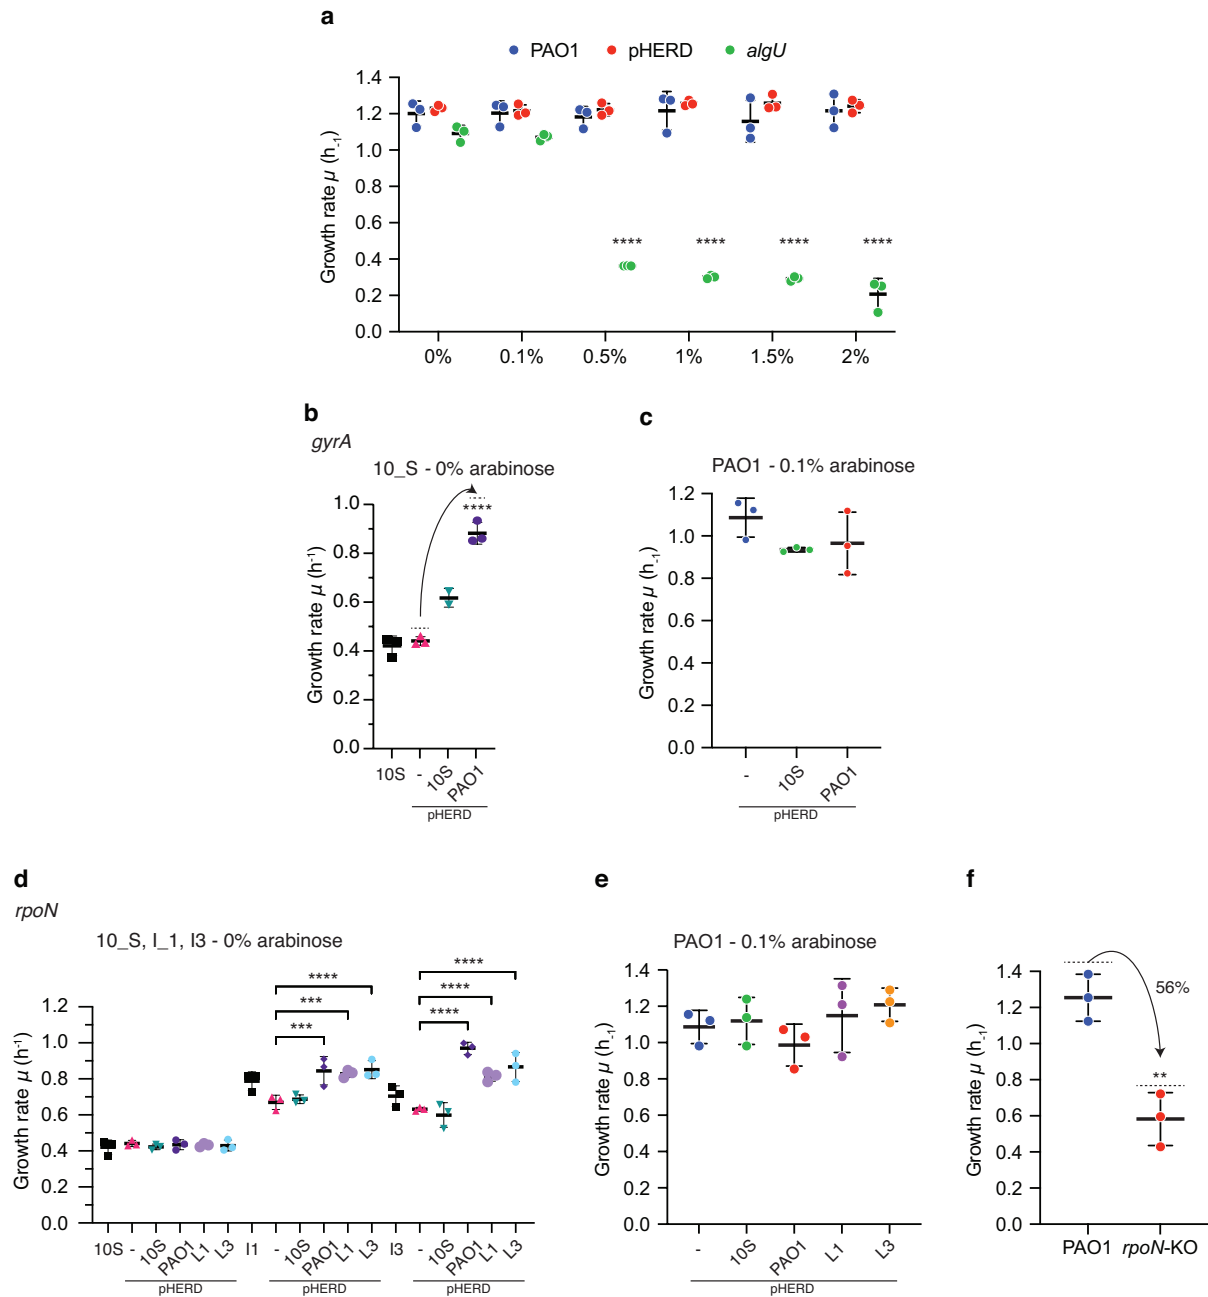 a
PAO1 pHERD algU
1.4
1.2
1.0
0.8
0.6
0.4
0.2
0.0
Growth rate µ (h-1)
**** **** **** ****
0% 0.1% 0.5% 1% 1.5% 2%
b
gyrA
10_S - 0% arabinose
1.0
0.8
0.6
0.4
0.2
0.0
Growth rate µ (h-1)
****
10S - 10S PAO1
pHERD
c
PAO1 - 0.1% arabinose
1.2
1.0
0.8
0.6
0.4
0.2
0.0
Growth rate µ (h-1)
- 10S PAO1
pHERD
d
rpoN
10_S, I_1, I3 - 0% arabinose
1.2
1.0
0.8
0.6
0.4
0.2
0.0
Growth rate µ (h-1)
****
***
***
****
****
****
10S - 10S PAO1 L1 L3 I1 - 10S PAO1 L1 L3 I3 - 10S PAO1 L1 L3
pHERD pHERD pHERD
e
PAO1 - 0.1% arabinose
1.4
1.2
1.0
0.8
0.6
0.4
0.2
0.0
Growth rate µ (h-1)
- 10S PAO1 L1 L3
pHERD
f
1.4
1.2
1.0
0.8
0.6
0.4
0.2
0.0
Growth rate µ (h-1)
56%
**
PAO1 rpoN-KO